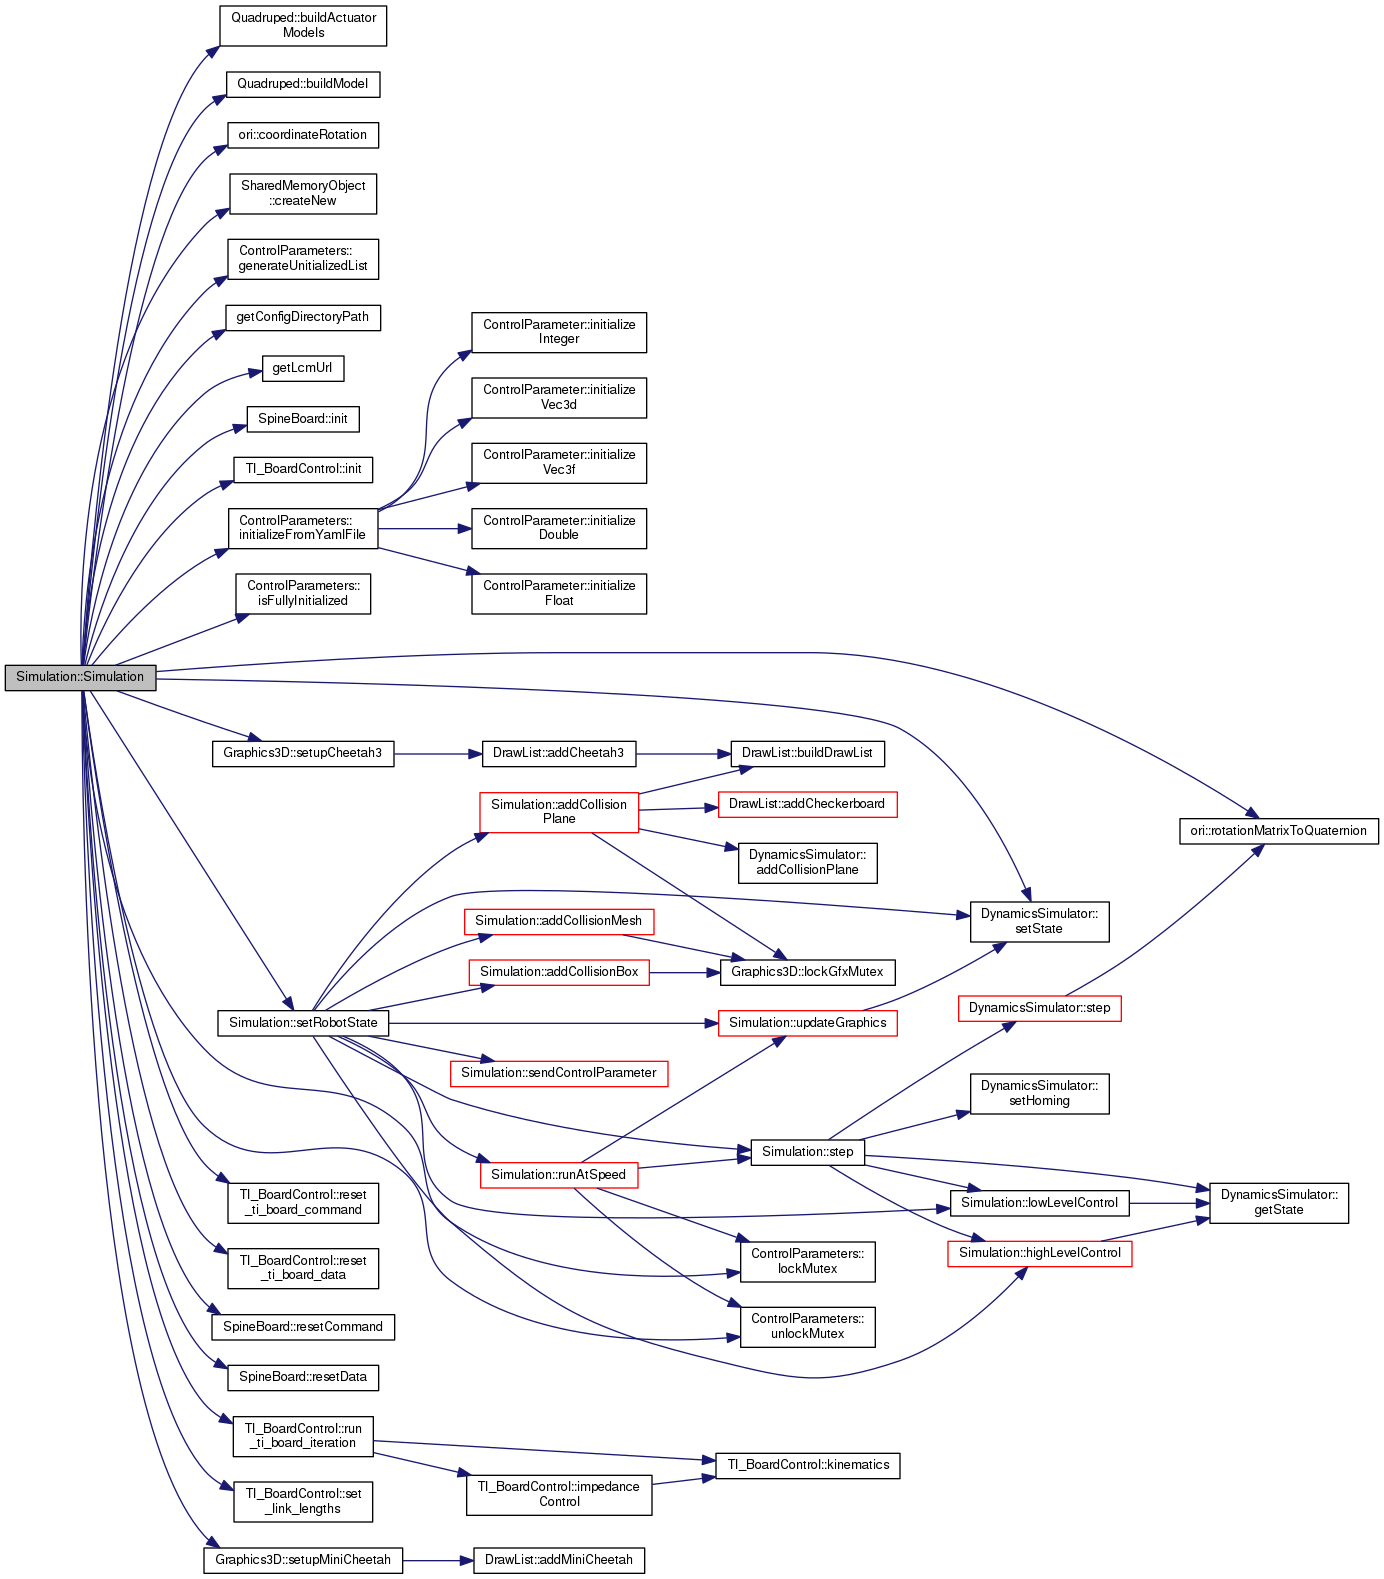 Quadruped::buildActuator
Models
Quadruped::buildModel
ori::coordinateRotation
SharedMemoryObject
::createNew
ControlParameters::
generateUnitializedList
getConfigDirectoryPath
getLcmUrl
SpineBoard::init
TI_BoardControl::init
ControlParameters::
initializeFromYamlFile
ControlParameter::initialize
Integer
ControlParameter::initialize
Vec3d
ControlParameter::initialize
Vec3f
ControlParameter::initialize
Double
ControlParameter::initialize
Float
ControlParameters::
isFullyInitialized
Simulation::Simulation
Graphics3D::setupCheetah3
DrawList::addCheetah3
DrawList::buildDrawList
Simulation::addCollision
Plane
DrawList::addCheckerboard
DynamicsSimulator::
addCollisionPlane
ori::rotationMatrixToQuaternion
Simulation::addCollisionMesh
DynamicsSimulator::
setState
Simulation::addCollisionBox
Graphics3D::lockGfxMutex
Simulation::setRobotState
Simulation::updateGraphics
DynamicsSimulator::step
Simulation::sendControlParameter
DynamicsSimulator::
setHoming
Simulation::step
Simulation::runAtSpeed
TI_BoardControl::reset
_ti_board_command
Simulation::lowLevelControl
DynamicsSimulator::
getState
TI_BoardControl::reset
_ti_board_data
ControlParameters::
lockMutex
Simulation::highLevelControl
SpineBoard::resetCommand
ControlParameters::
unlockMutex
SpineBoard::resetData
TI_BoardControl::run
_ti_board_iteration
TI_BoardControl::kinematics
TI_BoardControl::impedance
Control
TI_BoardControl::set
_link_lengths
Graphics3D::setupMiniCheetah
DrawList::addMiniCheetah